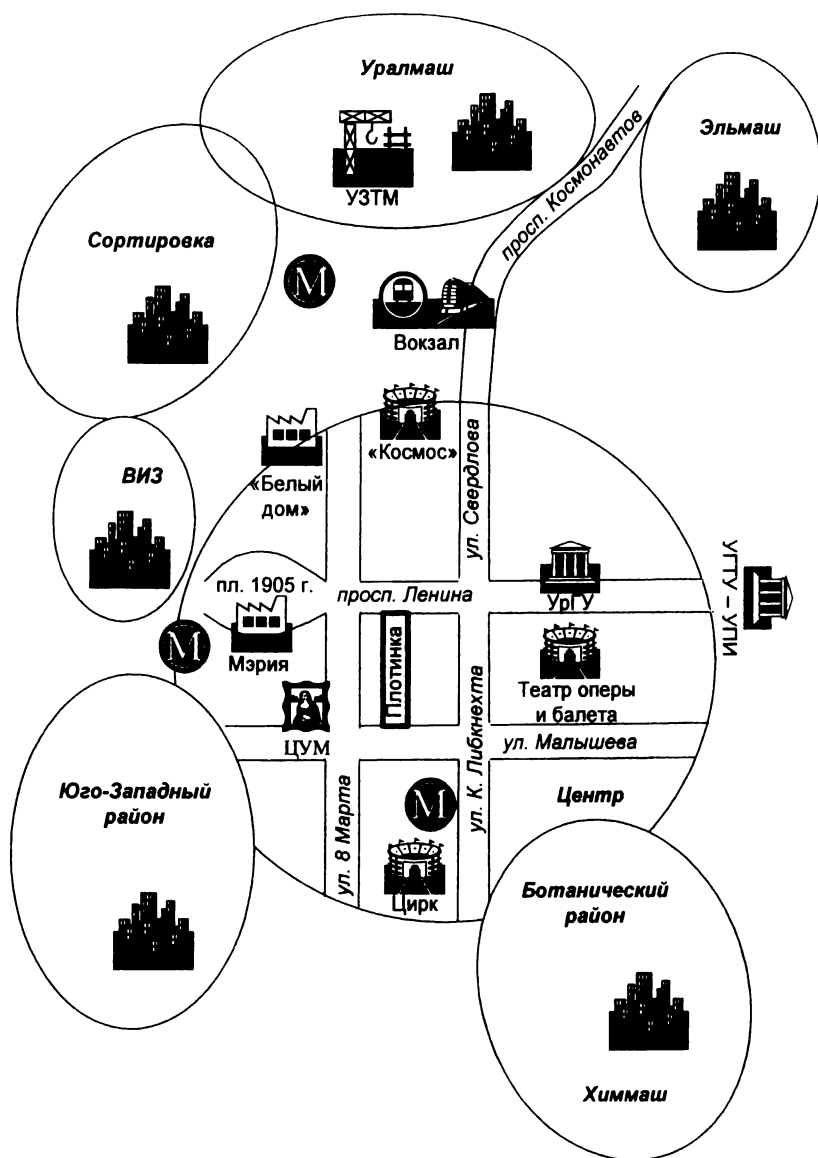 Уралмаш
Эльмаш
просп. Космонавтов
УЗТМ
Сортировка
М
Вокзал
«Космос»
ВИЗ
«Белый
дом»
ул. Свердлова
пл. 1905 г.
просп. Ленина
УрГУ
УГТУ – УПИ
М
Мэрия
Плотинка
Театр оперы
и балета
ЦУМ
ул. К. Либкнехта
ул. Малышева
Юго-Западный
район
М
Центр
ул. 8 Марта
Цирк
Ботанический
район
Химмаш